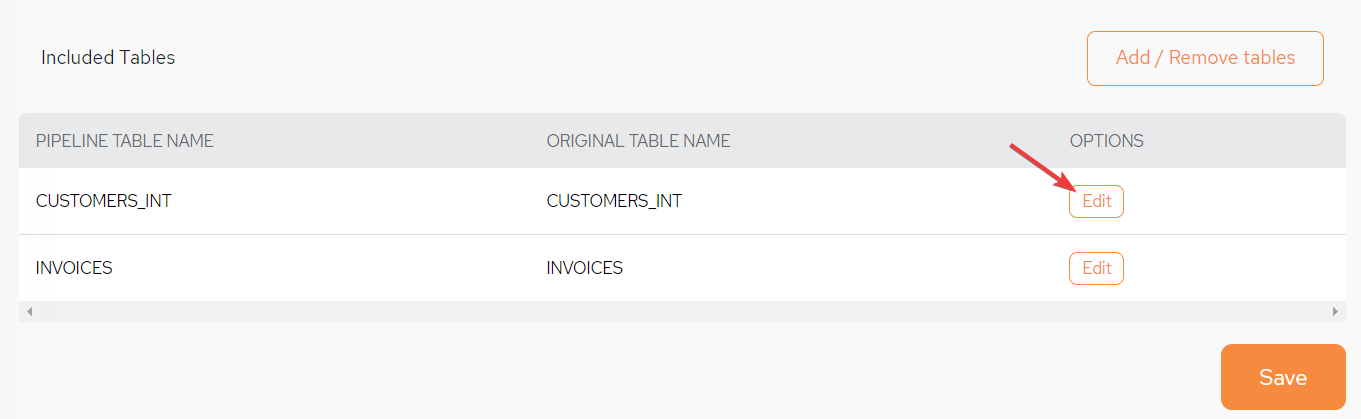 Included Tables
Add / Remove tables
PIPELINE TABLE NAME ORIGINAL TABLE NAME OPTIONS
CUSTOMERS_INT CUSTOMERS_INT Edit
INVOICES INVOICES Edit
Save